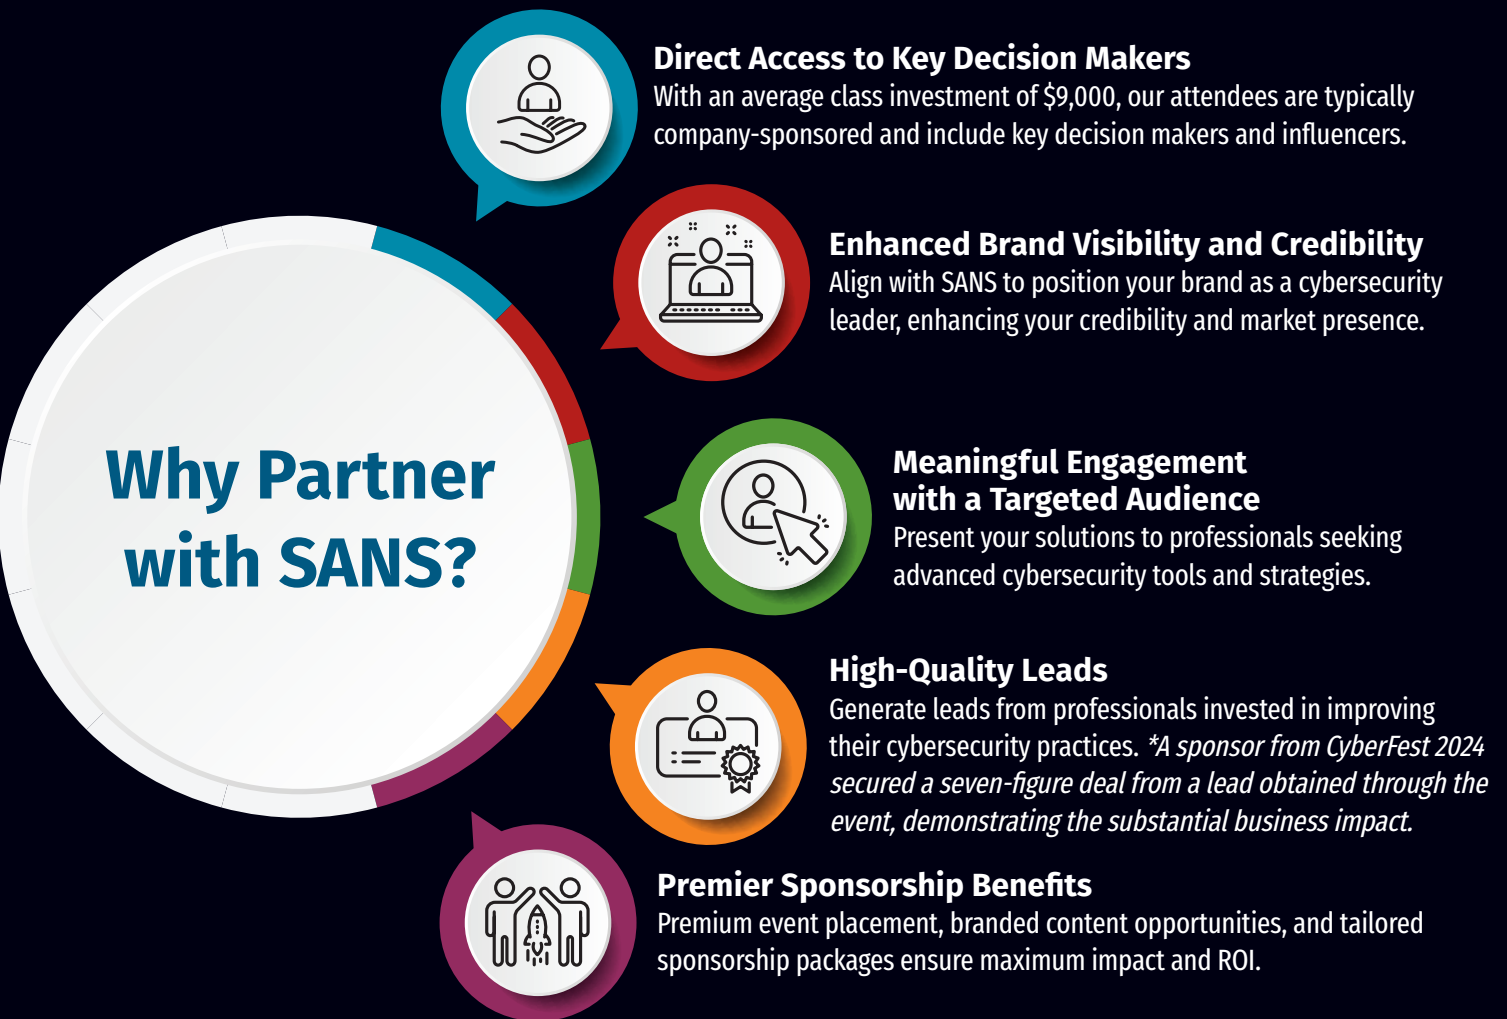 Why Partner
with SANS?
Direct Access to Key Decision Makers
With an average class investment of $9,000, our attendees are typically
company-sponsored and include key decision makers and influencers.
Enhanced Brand Visibility and Credibility
Align with SANS to position your brand as a cybersecurity
leader, enhancing your credibility and market presence.
Meaningful Engagement
with a Targeted Audience
Present your solutions to professionals seeking
advanced cybersecurity tools and strategies.
High-Quality Leads
Generate leads from professionals invested in improving
their cybersecurity practices. *A sponsor from CyberFest 2024
secured a seven-figure deal from a lead obtained through the
event, demonstrating the substantial business impact.
Premier Sponsorship Benefits
Premium event placement, branded content opportunities, and tailored
sponsorship packages ensure maximum impact and ROI.